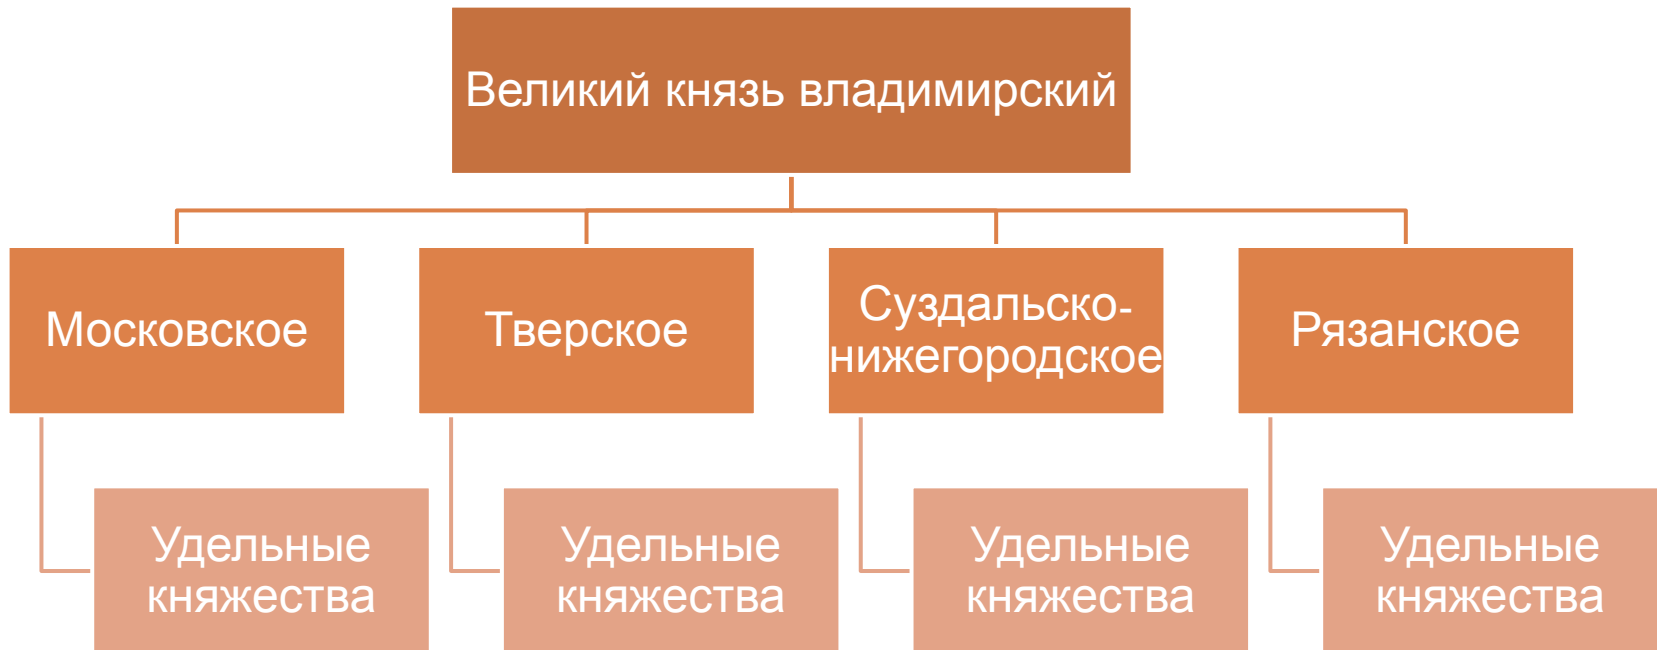 Великий князь владимирский
Московское
Тверское
Суздальско-
нижегородское
Рязанское
Удельные
княжества
Удельные
княжества
Удельные
княжества
Удельные
княжества